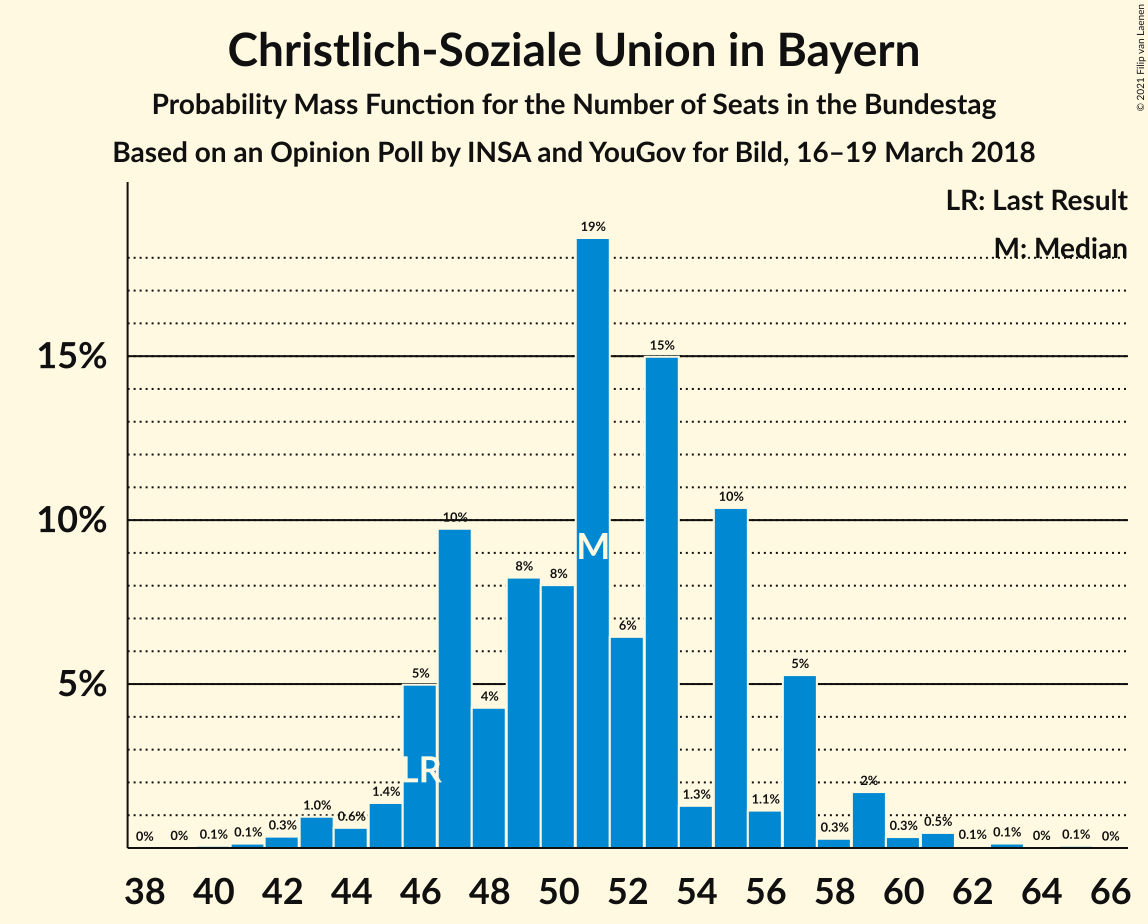 Christlich-Soziale Union in Bayern
Probability Mass Function for the Number of Seats in the Bundestag
Based on an Opinion Poll by INSA and YouGov for Bild, 16–19 March 2018
© 2021 Filip van Laenen
LR: Last Result
M: Median
15%
10%
5%
0% 0% 0.1% 0.1% 0.3% 1.0% 0.6% 1.4% 5% 10% 4% 8% 8% 19% 6% 15% 1.3% 10% 1.1% 5% 0.3% 2% 0.3% 0.5% 0.1% 0.1% 0% 0.1% 0%
LR
M
38 40 42 44 46 48 50 52 54 56 58 60 62 64 66